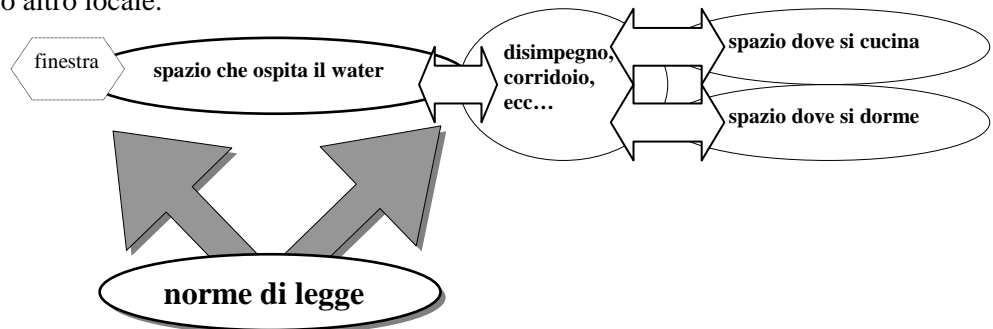 o altro locale.
finestra
spazio che ospita il water
disimpegno,
corridoio,
ecc…
spazio dove si cucina
spazio dove si dorme
norme di legge